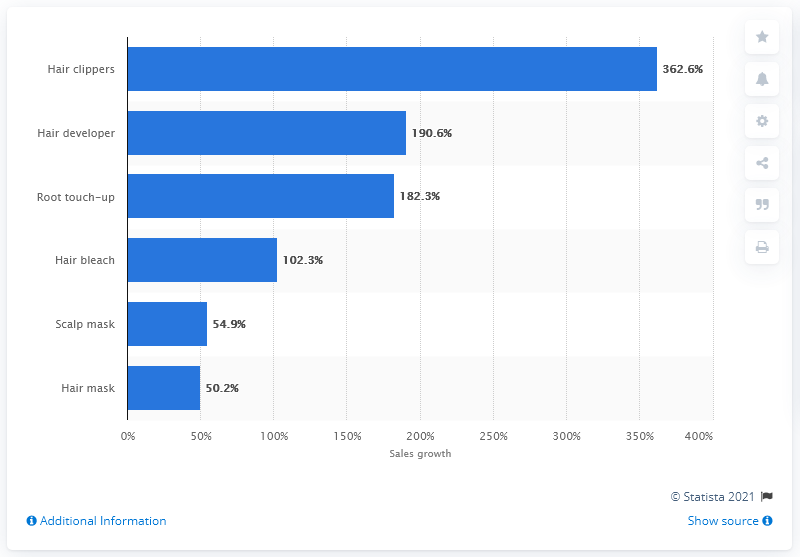 Hair clippers 362.6%
Hair developer 190.6%
Root touch-up 182.3%
Hair bleach 102.3%
Scalp mask 54.9%
Hair mask 50.2%
0% 50% 100% 150% 200% 250% 300% 350% 400%
Sales growth
© Statista 2021
Additional Information Show source